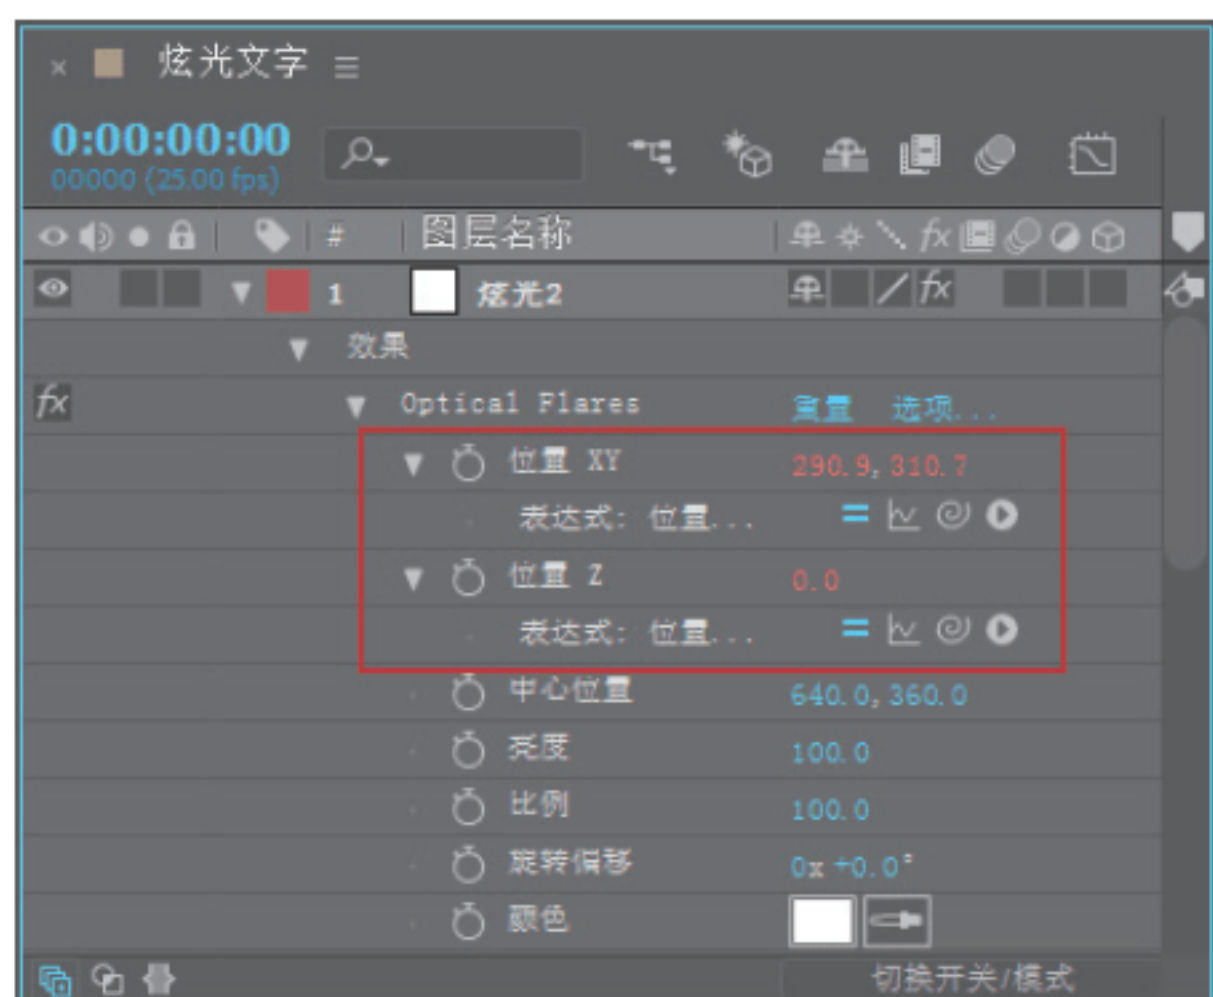 × 炫光文字 ≡
0:00:00:00
00000 (25.00 fps)
# 图层名称 fx
1 炫光2 fx
效果
fx Optical Flares 重置 选项...
位置 XY 290.9, 310.7
表达式: 位置...
位置 Z 0.0
表达式: 位置...
中心位置 640.0, 360.0
亮度 100.0
比例 100.0
旋转偏移 0x +0.0°
颜色
切换开关/模式